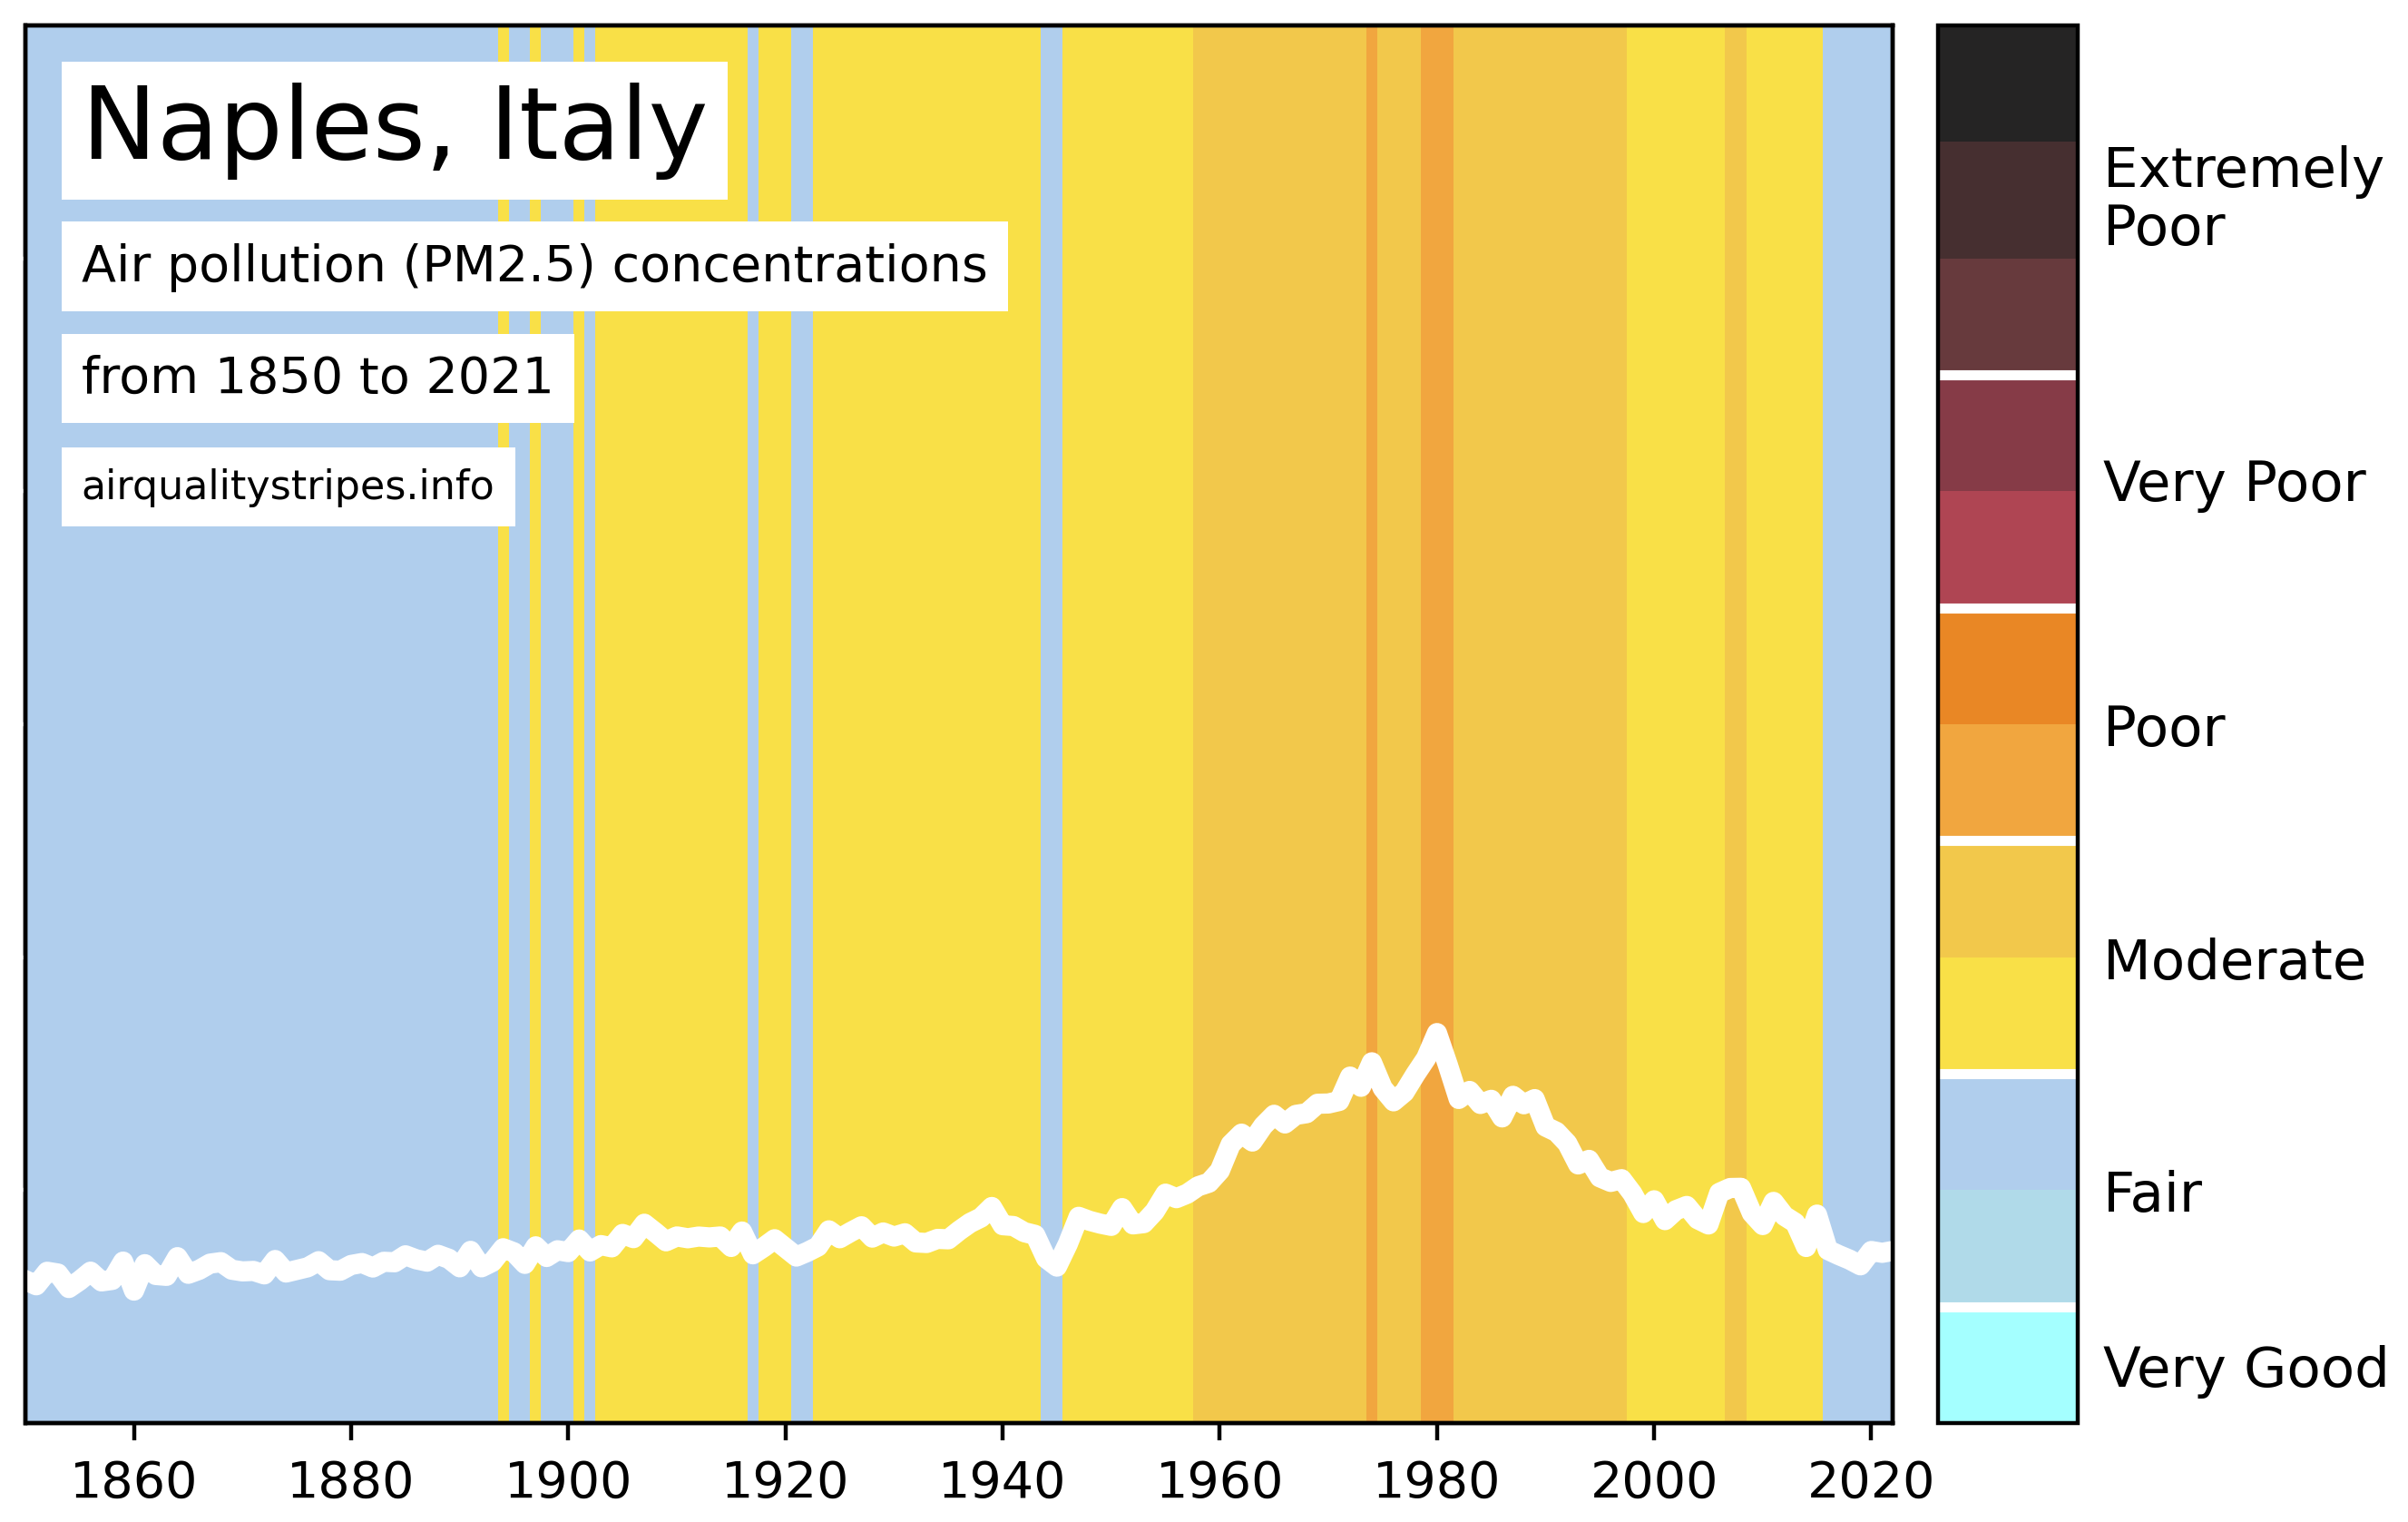 Naples, Italy
Air pollution (PM2.5) concentrations
from 1850 to 2021
airqualitystripes.info
Extremely
Poor
Very Poor
Poor
Moderate
Fair
Very Good
1860 1880 1900 1920 1940 1960 1980 2000 2020